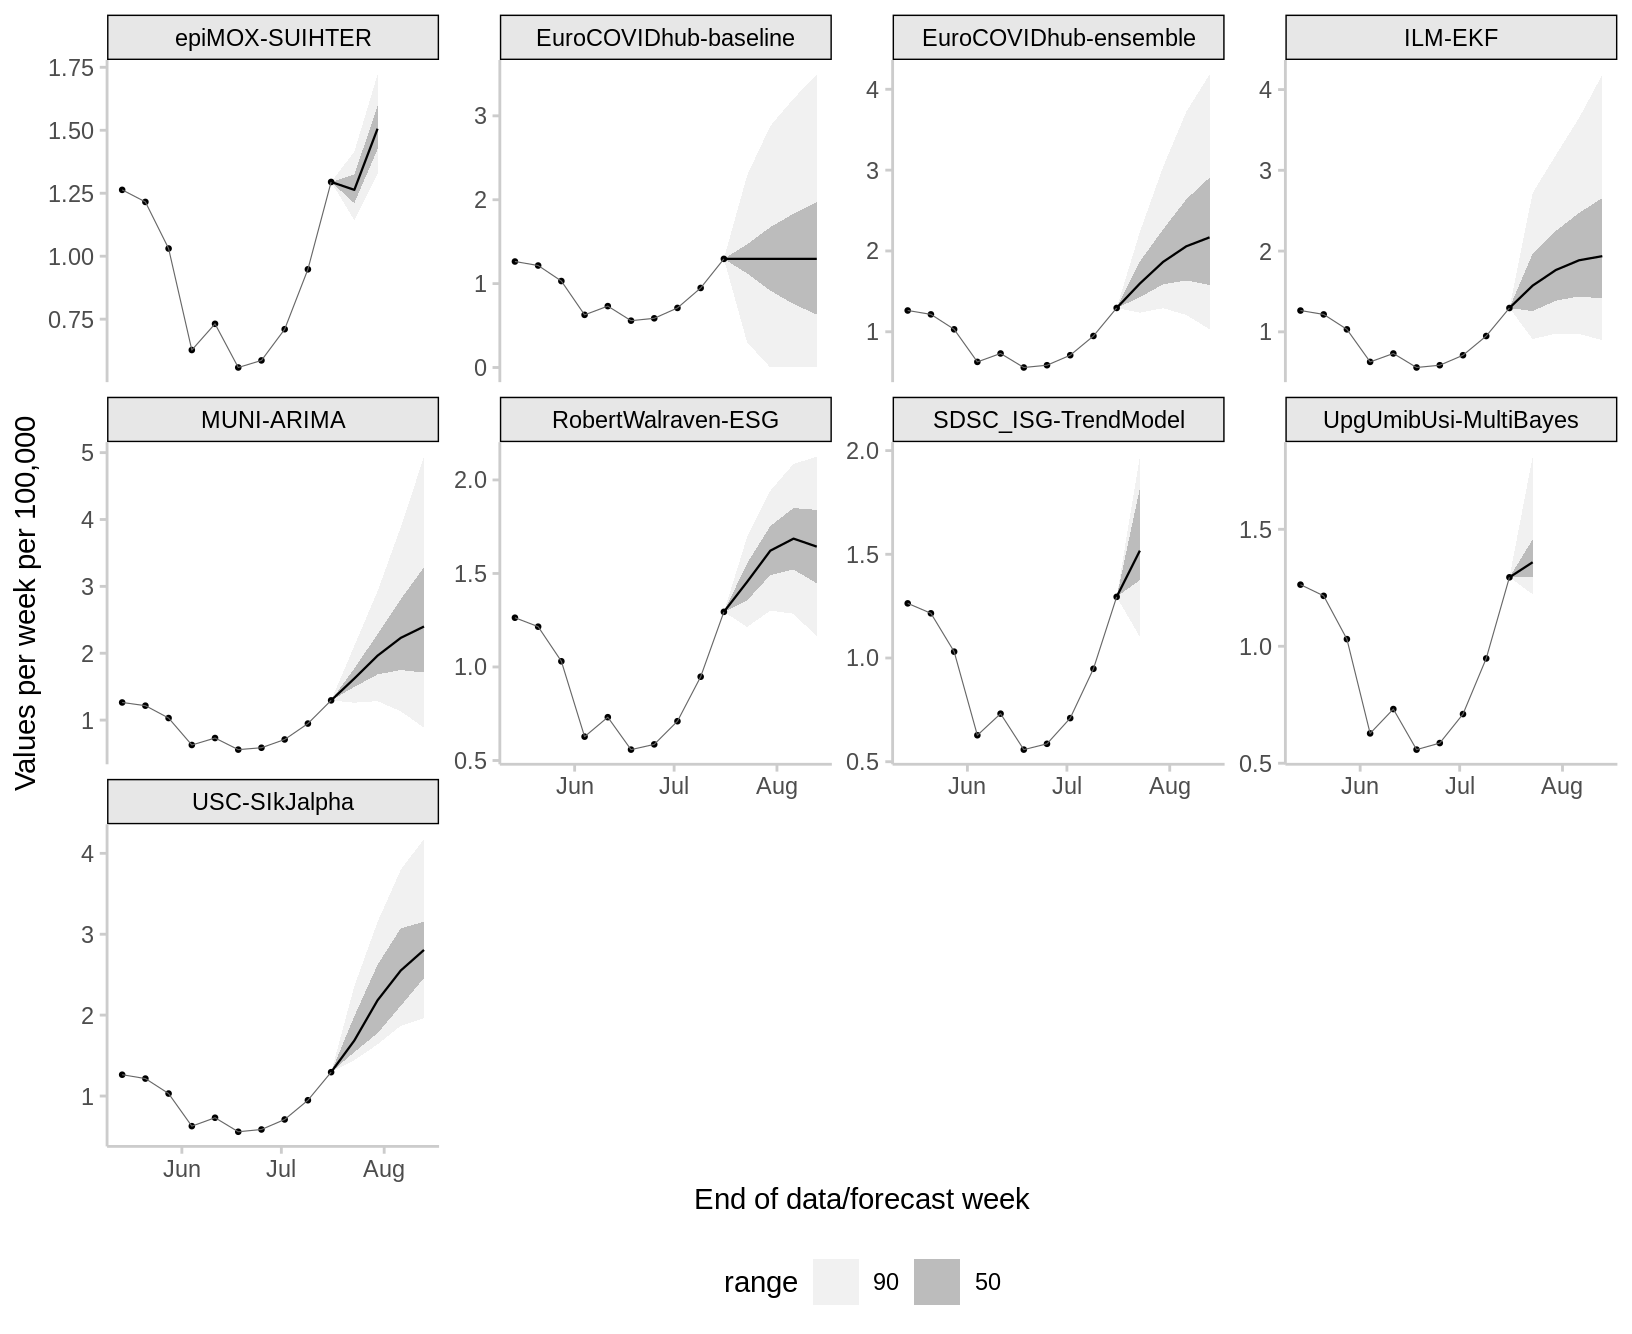 epiMOX-SUIHTER
EuroCOVIDhub-baseline
EuroCOVIDhub-ensemble
ILM-EKF
1.75
1.50
1.25
1.00
0.75
3
2
1
0
4
3
2
1
4
3
2
1
MUNI-ARIMA
RobertWalraven-ESG
SDSC_ISG-TrendModel
UpgUmibUsi-MultiBayes
5
4
3
2
1
2.0
1.5
1.0
0.5
2.0
1.5
1.0
0.5
1.5
1.0
0.5
Jun Jul Aug
Jun Jul Aug
Jun Jul Aug
USC-SIkJalpha
4
3
2
1
Jun Jul Aug
Values per week per 100,000
End of data/forecast week
range 90 50